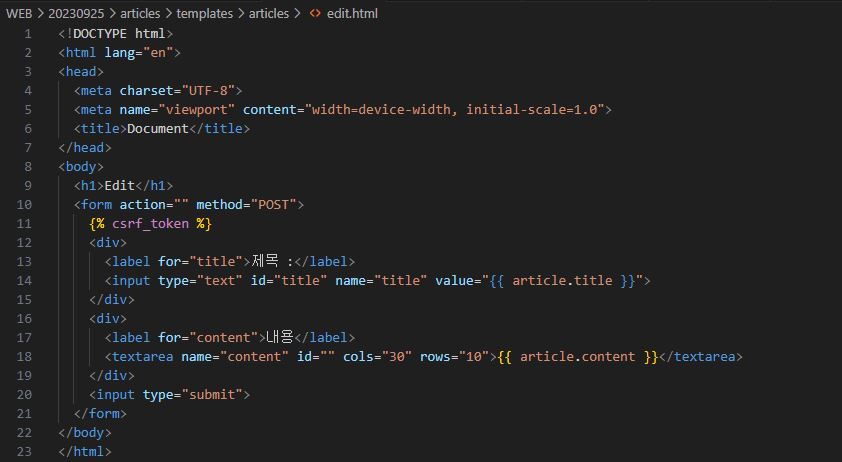 WEB > 20230925 > articles > templates > articles > <> edit.html
1 <!DOCTYPE html>
2 <html lang="en">
3 <head>
4 <meta charset="UTF-8">
5 <meta name="viewport" content="width=device-width, initial-scale=1.0">
6 <title>Document</title>
7 </head>
8 <body>
9 <h1>Edit</h1>
10 <form action="" method="POST">
11 {% csrf_token %}
12 <div>
13 <label for="title">제목 :</label>
14 <input type="text" id="title" name="title" value="{{ article.title }}">
15 </div>
16 <div>
17 <label for="content">내용</label>
18 <textarea name="content" id="" cols="30" rows="10">{{ article.content }}</textarea>
19 </div>
20 <input type="submit">
21 </form>
22 </body>
23 </html>